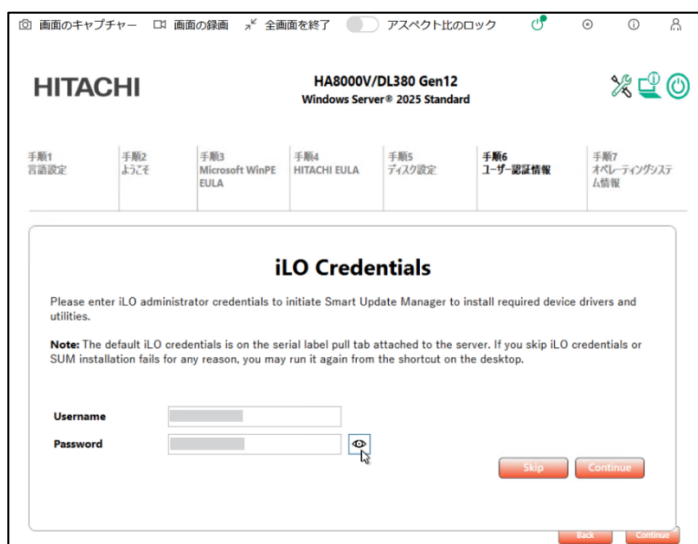 画面のキャプチャー 画面の録画 全画面を終了 アスペクト比のロック
HITACHI
HA8000V/DL380 Gen12
Windows Server® 2025 Standard
手順1
言語設定
手順2
ようこそ
手順3
Microsoft WinPE
EULA
手順4
HITACHI EULA
手順5
ディスク設定
手順6
ユーザー認証情報
手順7
オペレーティングシステ
ム情報
iLO Credentials
Please enter iLO administrator credentials to initiate Smart Update Manager to install required device drivers and
utilities.
Note: The default iLO credentials is on the serial label pull tab attached to the server. If you skip iLO credentials or
SUM installation fails for any reason, you may run it again from the shortcut on the desktop.
Username
Password
Skip Continue
Back Continue